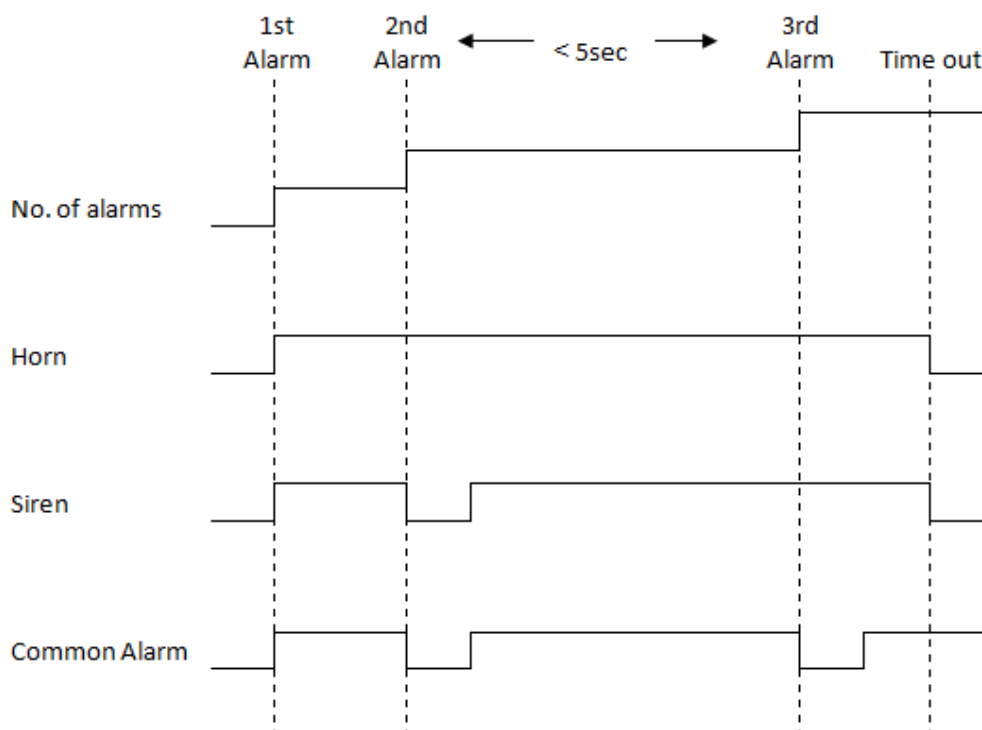 1st
Alarm
2nd
Alarm
< 5sec
3rd
Alarm
Time out
No. of alarms
Horn
Siren
Common Alarm